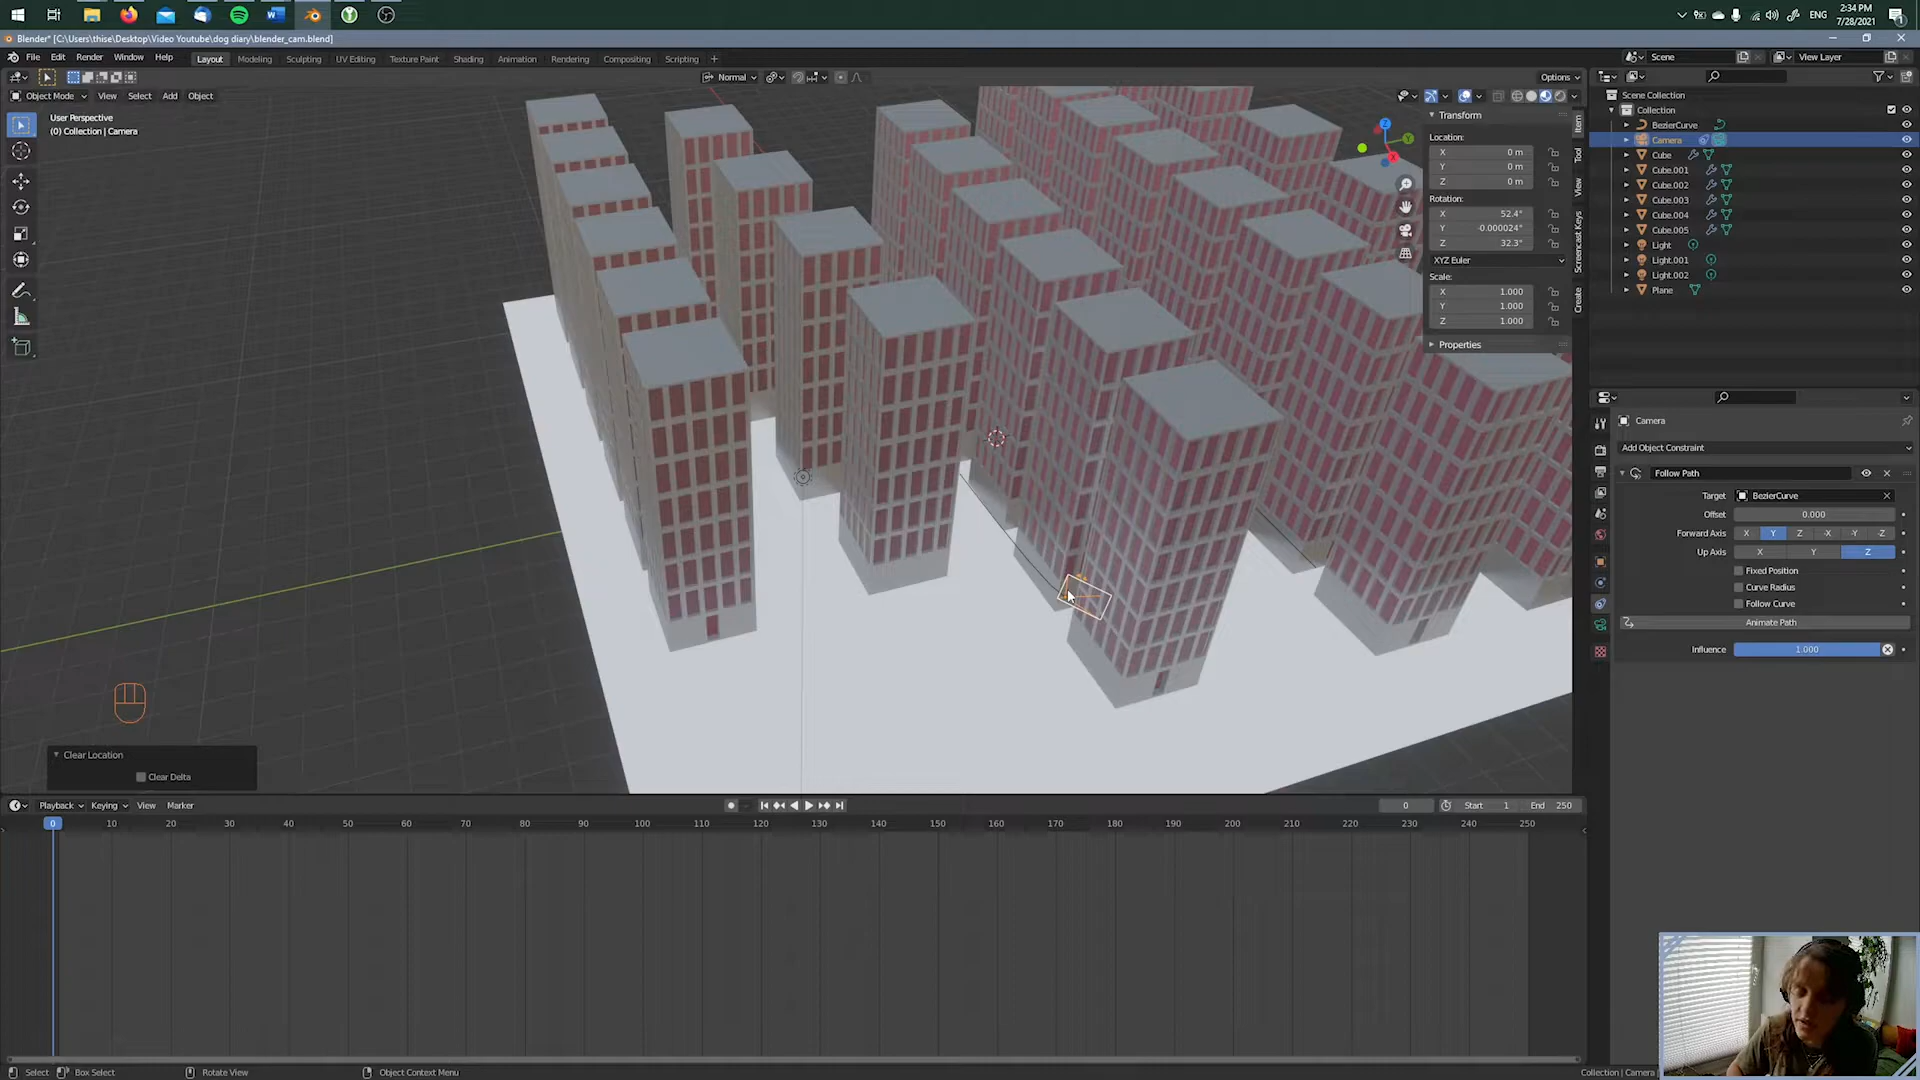 2:34 PM
ENG
7/28/2021
1
Blender* [C:\Users\thise\Desktop\Video Youtube\dog diary\blender_cam.blend]
File Edit Render Window Help Layout Modeling Sculpting UV Editing Texture Paint Shading Animation Rendering Compositing Scripting +
Scene
View Layer
Normal
Options
Object Mode View Select Add Object
User Perspective
(0) Collection | Camera
Transform
Location:
X 0 m
Y 0 m
Z 0 m
Rotation:
X 52.4°
Y -0.000024°
Z 32.3°
XYZ Euler
Scale:
X 1.000
Y 1.000
Z 1.000
Properties
Item
Tool
View
Screencast Keys
Create
Z
Y
X
Scene Collection
Collection
BezierCurve
Camera
Cube
Cube.001
Cube.002
Cube.003
Cube.004
Cube.005
Light
Light.001
Light.002
Plane
Camera
Add Object Constraint
Follow Path
Target BezierCurve
Offset 0.000
Forward Axis X Y Z -X -Y -Z
Up Axis X Y Z
Fixed Position
Curve Radius
Follow Curve
Animate Path
Influence 1.000
Clear Location
Clear Delta
Playback Keying View Marker
0
Start 1
End 250
0 10 20 30 40 50 60 70 80 90 100 110 120 130 140 150 160 170 180 190 200 210 220 230 240 250
Select Box Select Rotate View Object Context Menu
Collection | Camera